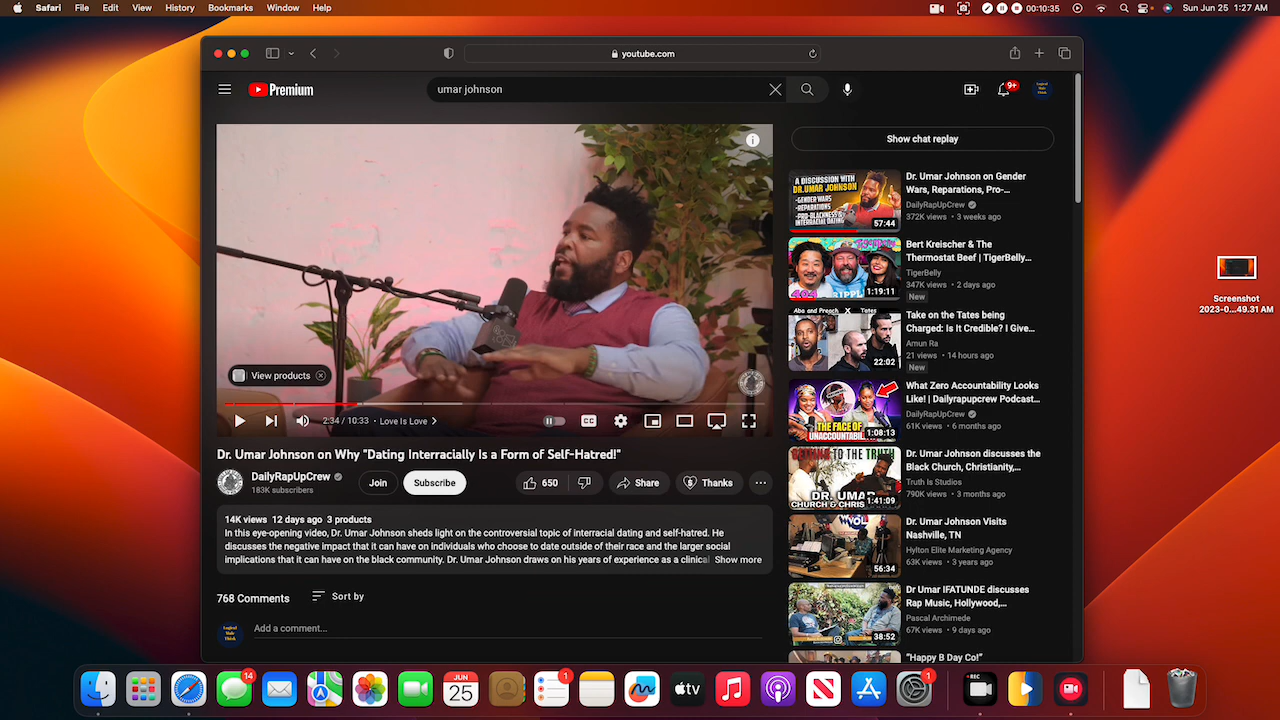 Safari File Edit View History Bookmarks Window Help 00:10:35 Sun Jun 25 1:27 AM
youtube.com
Premium
umar johnson
9+
Show chat replay
A DISCUSSION WITH
DR.UMAR JOHNSON
-GENDER
WARS
-REPARATIONS
-PRO-BLACKNESS &
INTERRACIAL DATING
57:44
Dr. Umar Johnson on Gender
Wars, Reparations, Pro-...
DailyRapUpCrew
372K views • 3 weeks ago
1:19:11
Bert Kreischer & The
Thermostat Beef | TigerBelly...
TigerBelly
347K views • 2 days ago
New
Abo and Preach X Tates
22:02
Take on the Tates being
Charged: Is It Credible? I Give...
Amun Ra
21 views • 14 hours ago
New
THE FACE OF
1:08:13
What Zero Accountability Looks
Like! | Dailyrapupcrew Podcast...
DailyRapUpCrew
61K views • 6 months ago
GETTING TO THE TRUTH
DR. UMAR
CHURCH & CHRIS
1:41:09
Dr. Umar Johnson discusses the
Black Church, Christianity,...
Truth Is Studios
790K views • 3 months ago
56:34
Dr. Umar Johnson Visits
Nashville, TN
Hylton Elite Marketing Agency
63K views • 3 years ago
38:52
Dr Umar IFATUNDE discusses
Rap Music, Hollywood,...
Pascal Archimede
67K views • 9 days ago
"Happy B Day Co!"
View products
2:34 / 10:33 • Love Is Love
CC
Dr. Umar Johnson on Why "Dating Interracially Is a Form of Self-Hatred!"
DailyRapUpCrew
183K subscribers
Join Subscribe 650 Share Thanks
14K views 12 days ago 3 products
In this eye-opening video, Dr. Umar Johnson sheds light on the controversial topic of interracial dating and self-hatred. He
discusses the negative impact that it can have on individuals who choose to date outside of their race and the larger social
implications that it can have on the black community. Dr. Umar Johnson draws on his years of experience as a clinical Show more
768 Comments Sort by
Add a comment...
Screenshot
2023-0...49.31 AM
14
JUN
25
1
tv
1
REC